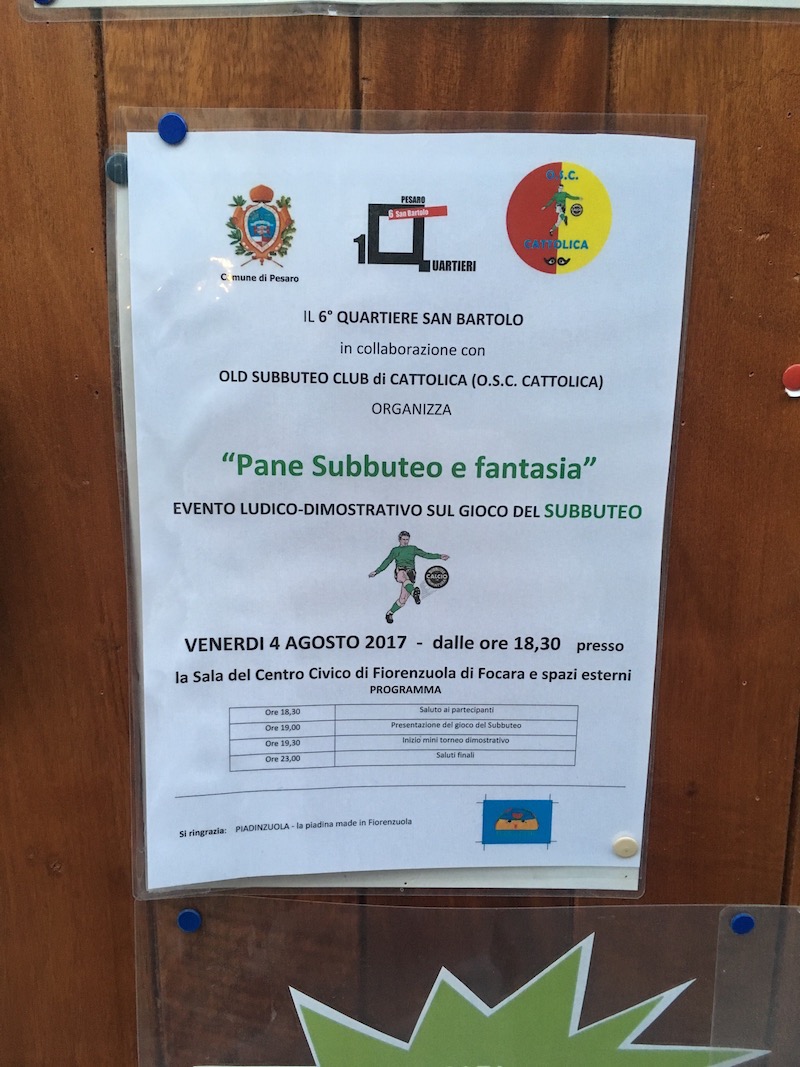 Comune di Pesaro
PESARO
6 San Bartolo
10 QUARTIERI
O.S.C.
CATTOLICA
IL 6° QUARTIERE SAN BARTOLO
in collaborazione con
OLD SUBBUTEO CLUB di CATTOLICA (O.S.C. CATTOLICA)
ORGANIZZA
“Pane Subbuteo e fantasia”
EVENTO LUDICO-DIMOSTRATIVO SUL GIOCO DEL SUBBUTEO
CALCIO
VENERDI 4 AGOSTO 2017 - dalle ore 18,30 presso
la Sala del Centro Civico di Fiorenzuola di Focara e spazi esterni
PROGRAMMA
Ore 18,30 Saluto ai partecipanti
Ore 19,00 Presentazione del gioco del Subbuteo
Ore 19,30 Inizio mini torneo dimostrativo
Ore 23,00 Saluti finali
Si ringrazia: PIADINZUOLA - la piadina made in Fiorenzuola